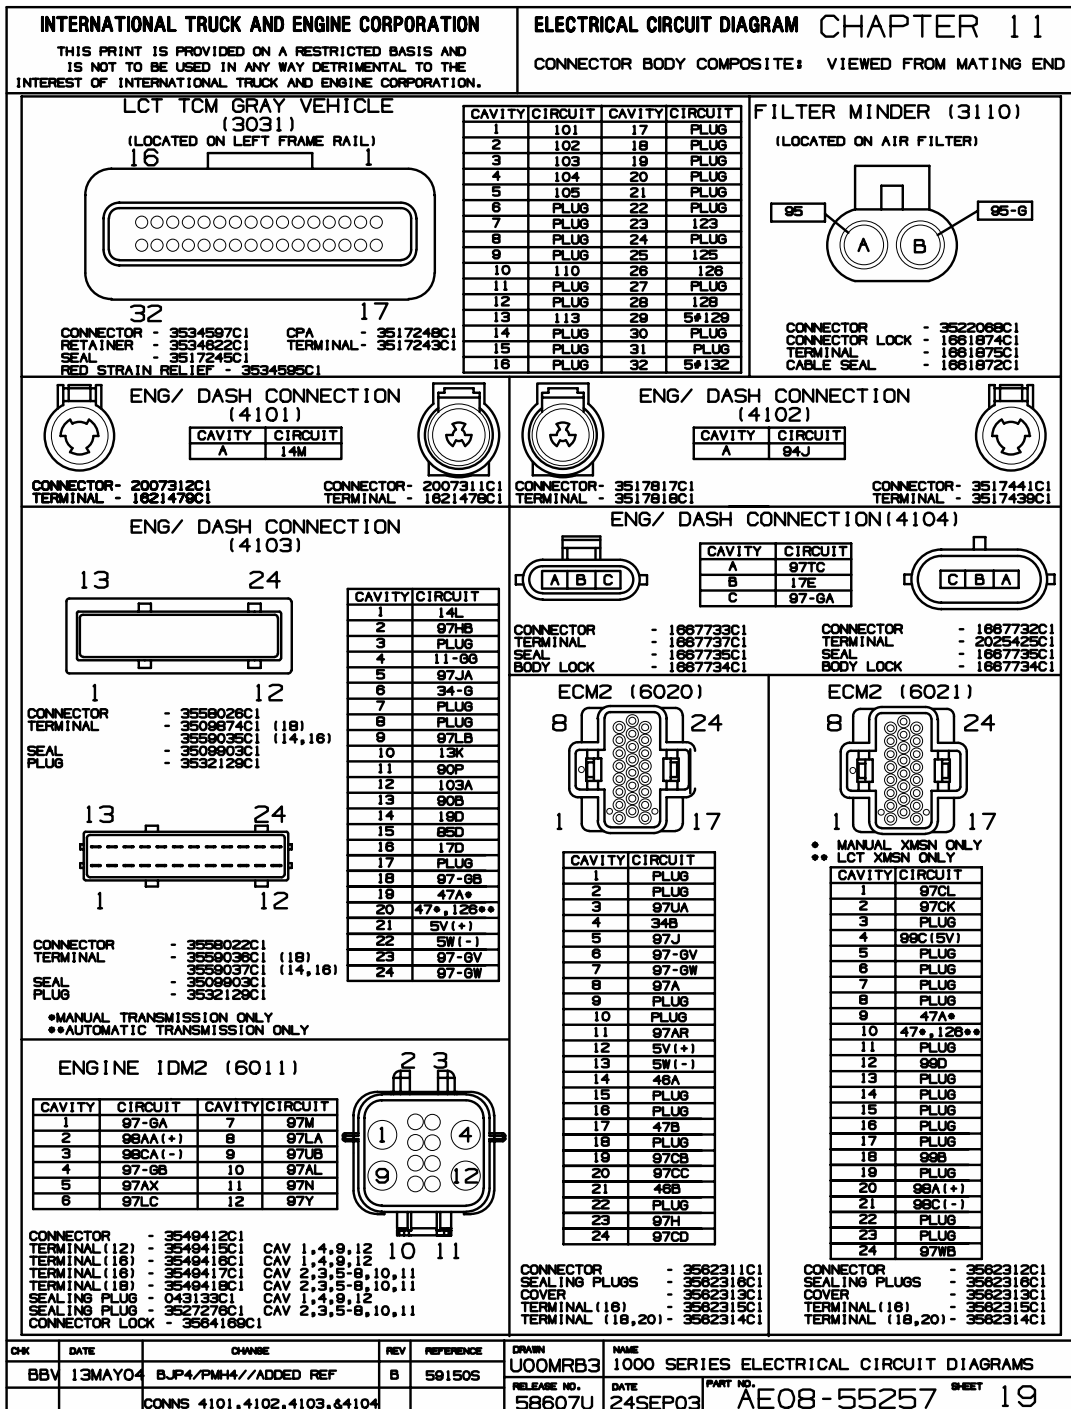 INTERNATIONAL TRUCK AND ENGINE CORPORATION
THIS PRINT IS PROVIDED ON A RESTRICTED BASIS AND
IS NOT TO BE USED IN ANY WAY DETRIMENTAL TO THE
INTEREST OF INTERNATIONAL TRUCK AND ENGINE CORPORATION.
ELECTRICAL CIRCUIT DIAGRAM CHAPTER 11
CONNECTOR BODY COMPOSITE: VIEWED FROM MATING END
LCT TCM GRAY VEHICLE
(3031)
(LOCATED ON LEFT FRAME RAIL)
16 1
32 17
CONNECTOR - 3534597C1 CPA - 3517248C1
RETAINER - 3534622C1 TERMINAL- 3517243C1
SEAL - 3517245C1
RED STRAIN RELIEF - 3534595C1
CAVITY CIRCUIT CAVITY CIRCUIT
1 101 17 PLUG
2 102 18 PLUG
3 103 19 PLUG
4 104 20 PLUG
5 105 21 PLUG
6 PLUG 22 PLUG
7 PLUG 23 123
8 PLUG 24 PLUG
9 PLUG 25 125
10 110 26 126
11 PLUG 27 PLUG
12 PLUG 28 128
13 113 29 5#129
14 PLUG 30 PLUG
15 PLUG 31 PLUG
16 PLUG 32 5#132
FILTER MINDER (3110)
(LOCATED ON AIR FILTER)
95 95-G
A B
CONNECTOR - 3522068C1
CONNECTOR LOCK - 1661874C1
TERMINAL - 1661875C1
CABLE SEAL - 1661872C1
ENG/ DASH CONNECTION
(4101)
CAVITY CIRCUIT
A 14M
CONNECTOR- 2007312C1
TERMINAL - 1621479C1
CONNECTOR- 2007311C1
TERMINAL - 1621478C1
ENG/ DASH CONNECTION
(4102)
CAVITY CIRCUIT
A 94J
CONNECTOR- 3517817C1
TERMINAL - 3517818C1
CONNECTOR- 3517441C1
TERMINAL - 3517439C1
ENG/ DASH CONNECTION
(4103)
13 24
1 12
CONNECTOR - 3558026C1
TERMINAL - 3509874C1 (18)
3559035C1 (14,16)
SEAL - 3509903C1
PLUG - 3532129C1
13 24
1 12
CONNECTOR - 3558022C1
TERMINAL - 3559036C1 (18)
3559037C1 (14,16)
SEAL - 3509903C1
PLUG - 3532129C1
*MANUAL TRANSMISSION ONLY
**AUTOMATIC TRANSMISSION ONLY
CAVITY CIRCUIT
1 14L
2 97HB
3 PLUG
4 11-GG
5 97JA
6 34-G
7 PLUG
8 PLUG
9 97LB
10 13K
11 90P
12 103A
13 90B
14 19D
15 85D
16 17D
17 PLUG
18 97-GB
19 47A*
20 47*,126**
21 5V(+)
22 5W(-)
23 97-GV
24 97-GW
ENG/ DASH CONNECTION(4104)
A B C
CAVITY CIRCUIT
A 97TC
B 17E
C 97-GA
C B A
CONNECTOR - 1667733C1
TERMINAL - 1667737C1
SEAL - 1667735C1
BODY LOCK - 1667734C1
CONNECTOR - 1667732C1
TERMINAL - 2025425C1
SEAL - 1667735C1
BODY LOCK - 1667734C1
ECM2 (6020)
8 24
1 17
CAVITY CIRCUIT
1 PLUG
2 PLUG
3 97UA
4 34B
5 97J
6 97-GV
7 97-GW
8 97A
9 PLUG
10 PLUG
11 97AR
12 5V(+)
13 5W(-)
14 46A
15 PLUG
16 PLUG
17 47B
18 PLUG
19 97CB
20 97CC
21 46B
22 PLUG
23 97H
24 97CD
CONNECTOR - 3562311C1
SEALING PLUGS - 3562316C1
COVER - 3562313C1
TERMINAL(16) - 3562315C1
TERMINAL (18,20)- 3562314C1
ECM2 (6021)
8 24
1 17
* MANUAL XMSN ONLY
** LCT XMSN ONLY
CAVITY CIRCUIT
1 97CL
2 97CK
3 PLUG
4 99C(5V)
5 PLUG
6 PLUG
7 PLUG
8 PLUG
9 47A*
10 47*,126**
11 PLUG
12 99D
13 PLUG
14 PLUG
15 PLUG
16 PLUG
17 PLUG
18 99B
19 PLUG
20 98A(+)
21 98C(-)
22 PLUG
23 PLUG
24 97WB
CONNECTOR - 3562312C1
SEALING PLUGS - 3562316C1
COVER - 3562313C1
TERMINAL(16) - 3562315C1
TERMINAL (18,20)- 3562314C1
ENGINE IDM2 (6011)
CAVITY CIRCUIT CAVITY CIRCUIT
1 97-GA 7 97M
2 98AA(+) 8 97LA
3 98CA(-) 9 97UB
4 97-GB 10 97AL
5 97AX 11 97N
6 97LC 12 97Y
2 3
1 4
9 12
10 11
CONNECTOR - 3549412C1
TERMINAL(12) - 3549415C1 CAV 1,4,9,12
TERMINAL(16) - 3549416C1 CAV 1,4,9,12
TERMINAL(16) - 3549417C1 CAV 2,3,5-8,10,11
TERMINAL(18) - 3549418C1 CAV 2,3,5-8,10,11
SEALING PLUG - 043133C1 CAV 1,4,9,12
SEALING PLUG - 3527276C1 CAV 2,3,5-8,10,11
CONNECTOR LOCK - 3564169C1
CHK DATE CHANGE REV REFERENCE
BBV 13MAY04 BJP4/PMH4//ADDED REF B 59150S
CONNS 4101,4102,4103,&4104
DRAWN
U00MRB3
NAME
1000 SERIES ELECTRICAL CIRCUIT DIAGRAMS
RELEASE NO.
58607U
DATE
24SEP03
PART NO.
AE08-55257
SHEET
19